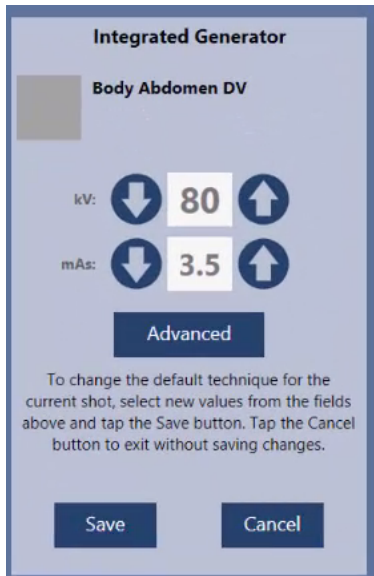 Integrated Generator
Body Abdomen DV
kV: 80
mAs: 3.5
Advanced
To change the default technique for the
current shot, select new values from the fields
above and tap the Save button. Tap the Cancel
button to exit without saving changes.
Save Cancel